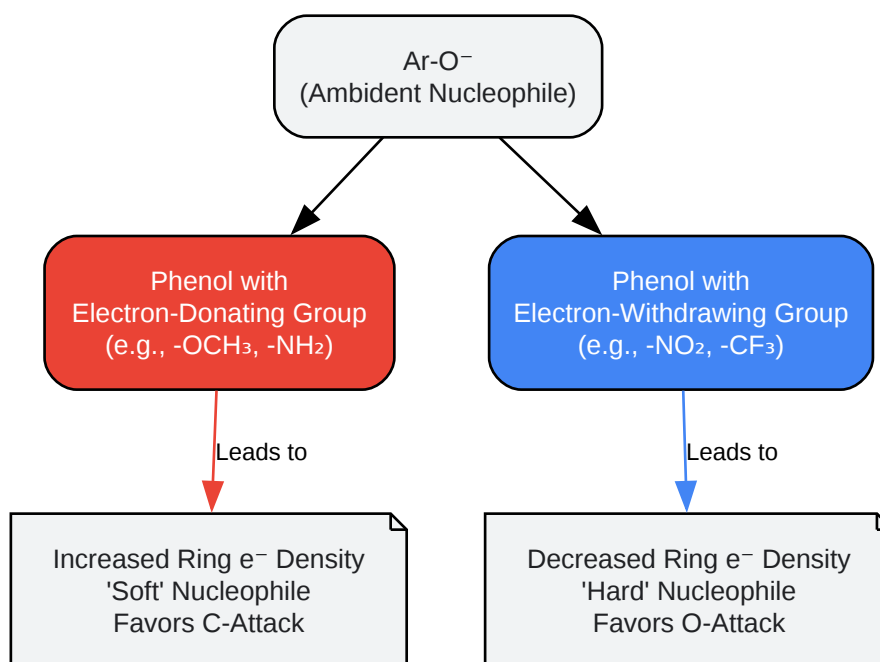 Ar-O⁻
(Ambident Nucleophile)
Phenol with
Electron-Donating Group
(e.g., -OCH₃, -NH₂)
Phenol with
Electron-Withdrawing Group
(e.g., -NO₂, -CF₃)
Leads to
Leads to
Increased Ring e⁻ Density
'Soft' Nucleophile
Favors C-Attack
Decreased Ring e⁻ Density
'Hard' Nucleophile
Favors O-Attack